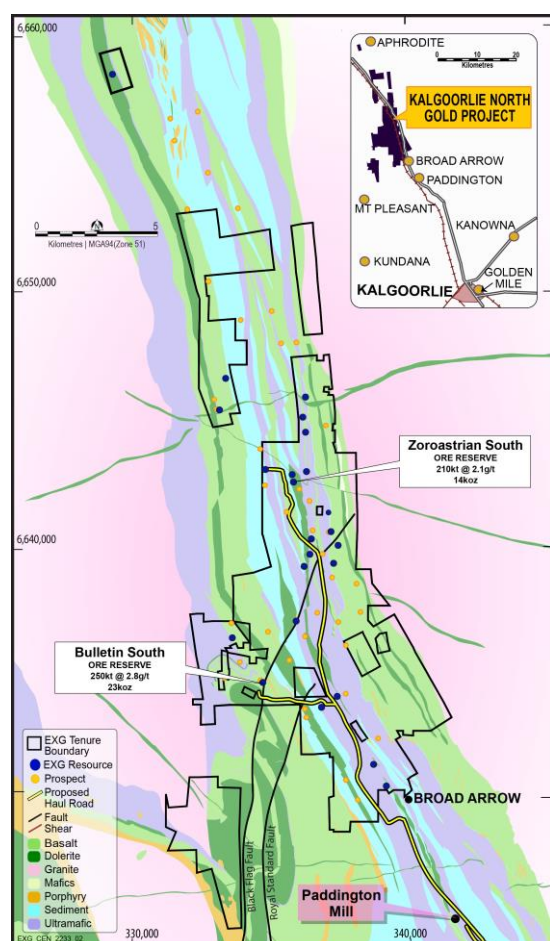 6,660,000
APHRODITE
0 10 20
Kilometres
KALGOORLIE NORTH
GOLD PROJECT
BROAD ARROW
PADDINGTON
MT PLEASANT
KANOWNA
KUNDANA
GOLDEN
MILE
KALGOORLIE
0 5
Kilometres | MGA94(Zone 51)
6,650,000
Zoroastrian South
ORE RESERVE
210kt @ 2.1g/t
14koz
6,640,000
Bulletin South
ORE RESERVE
250kt @ 2.8g/t
23koz
EXG Tenure
Boundary
EXG Resource
Prospect
Proposed
Haul Road
Fault
Shear
Basalt
Dolerite
Granite
Mafics
Porphyry
Sediment
Ultramafic
Black Flag Fault
Royal Standard Fault
BROAD ARROW
Paddington
Mill
EXG_CEN_2233_02
330,000
340,000